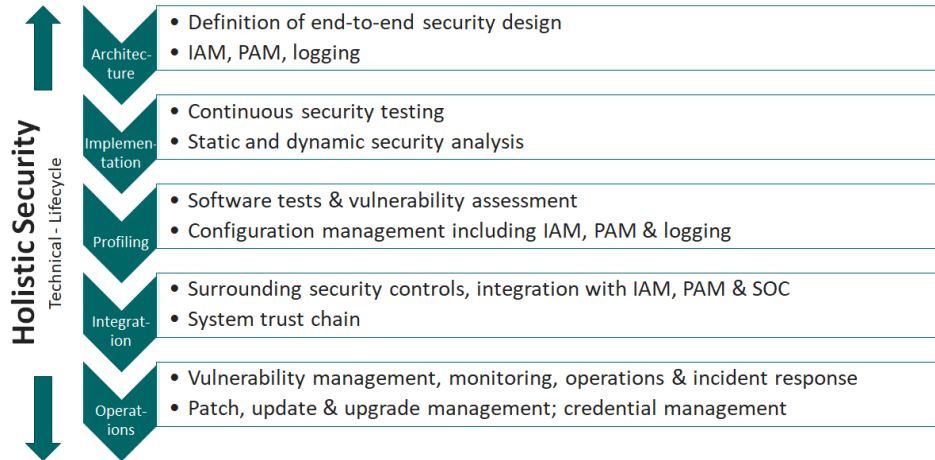 Holistic Security
Technical - Lifecycle
Architec-
ture
• Definition of end-to-end security design
• IAM, PAM, logging
Implemen-
tation
• Continuous security testing
• Static and dynamic security analysis
Profiling
• Software tests & vulnerability assessment
• Configuration management including IAM, PAM & logging
Integrat-
ion
• Surrounding security controls, integration with IAM, PAM & SOC
• System trust chain
Operat-
ions
• Vulnerability management, monitoring, operations & incident response
• Patch, update & upgrade management; credential management